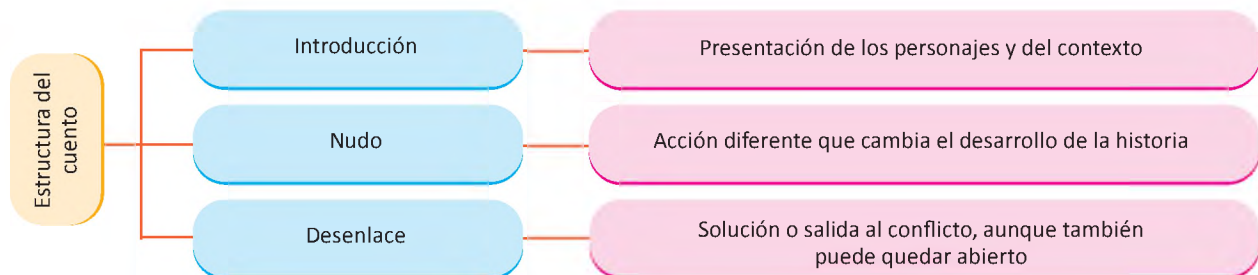 Estructura del
cuento
Introducción
Presentación de los personajes y del contexto
Nudo
Acción diferente que cambia el desarrollo de la historia
Desenlace
Solución o salida al conflicto, aunque también
puede quedar abierto